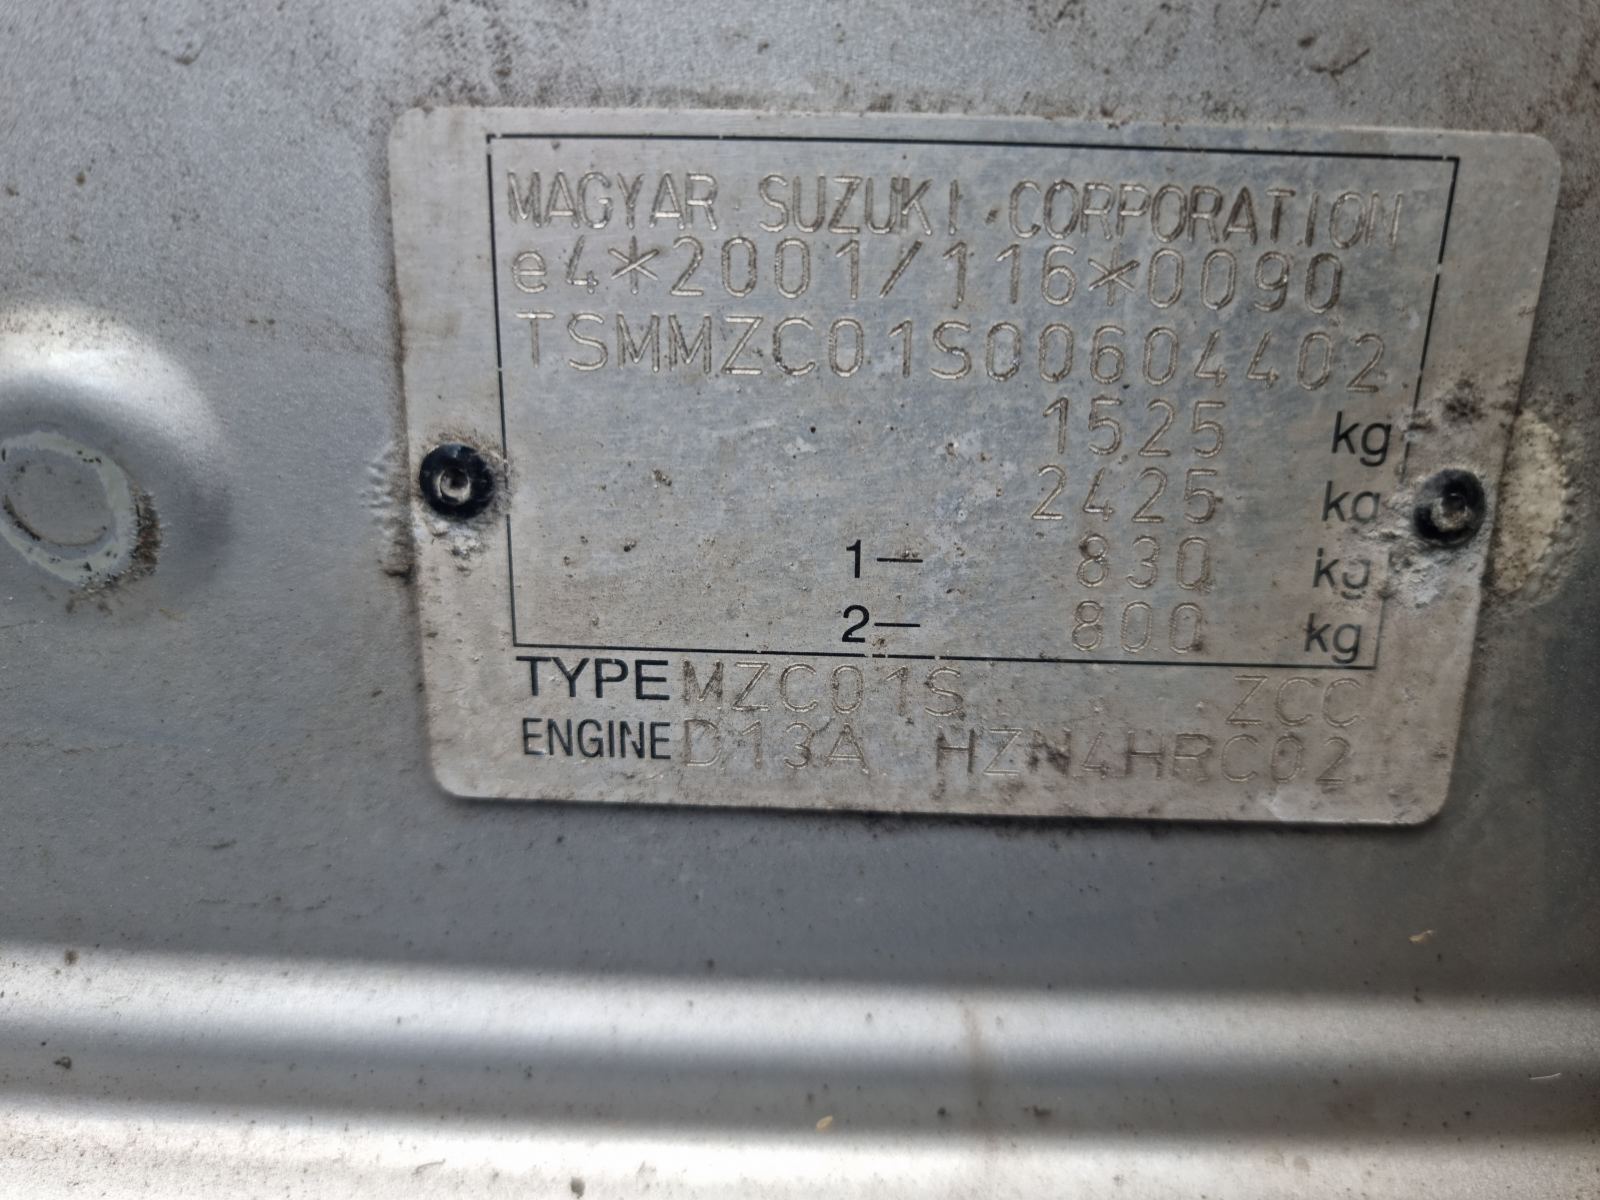 MAGYAR SUZUKI CORPORATION
e4*2001/116*0090
TSMMZC01S00604402
1525 kg
2425 kg
1— 830 kg
2— 800 kg
TYPE MZC01S ZCC
ENGINE D13A HZN4HRC02